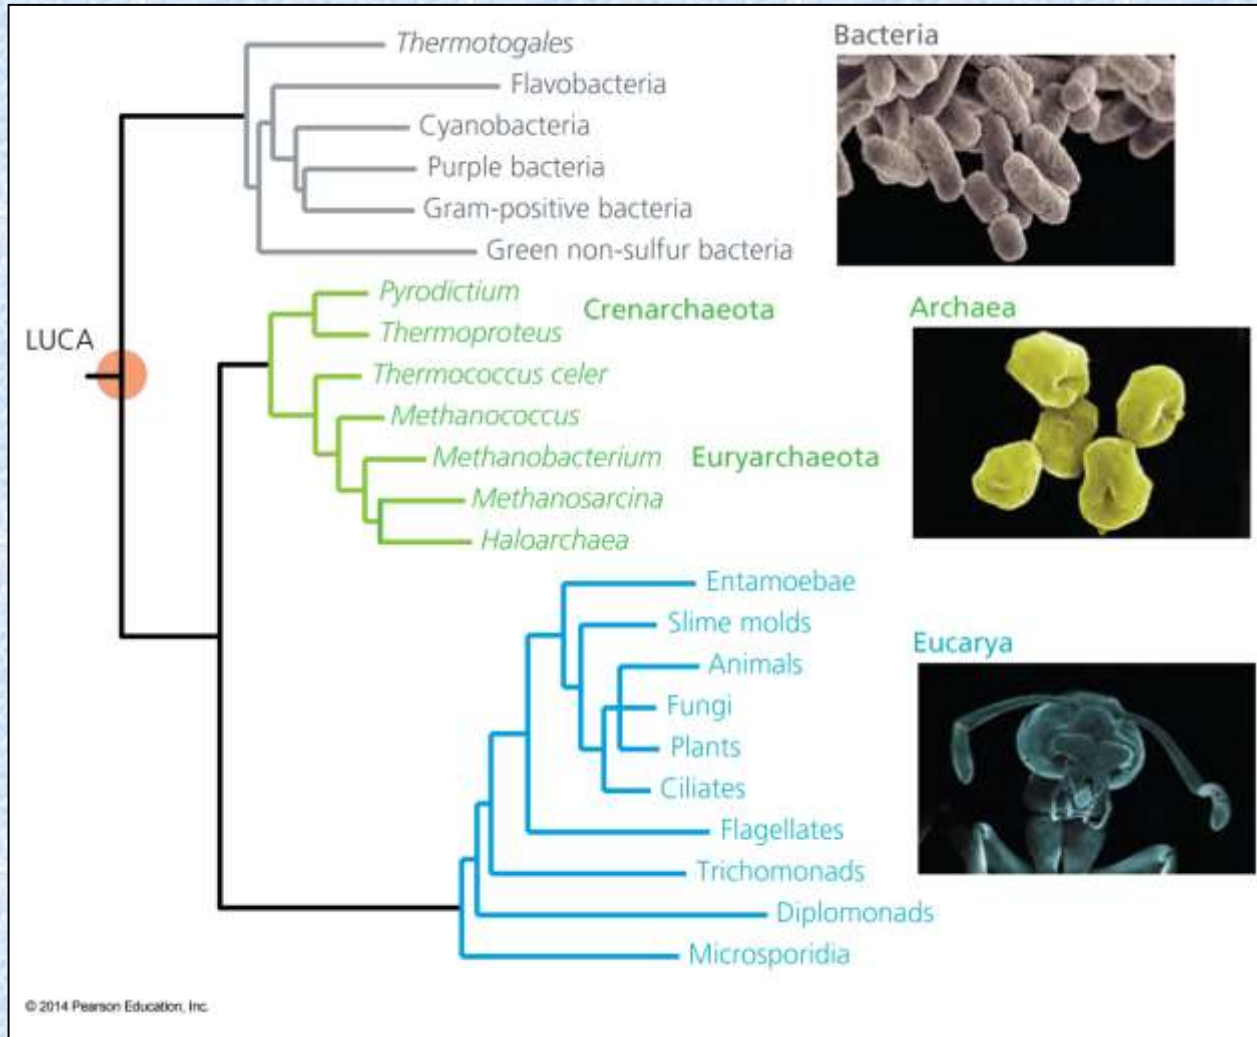 Thermotogales
Bacteria
Flavobacteria
Cyanobacteria
Purple bacteria
Gram-positive bacteria
Green non-sulfur bacteria
Pyrodictium
Crenarchaeota
Archaea
Thermoproteus
LUCA
Thermococcus celer
Methanococcus
Methanobacterium
Euryarchaeota
Methanosarcina
Haloarchaea
Entamoebae
Slime molds
Eucarya
Animals
Fungi
Plants
Ciliates
Flagellates
Trichomonads
Diplomonads
Microsporidia
© 2014 Pearson Education, Inc.